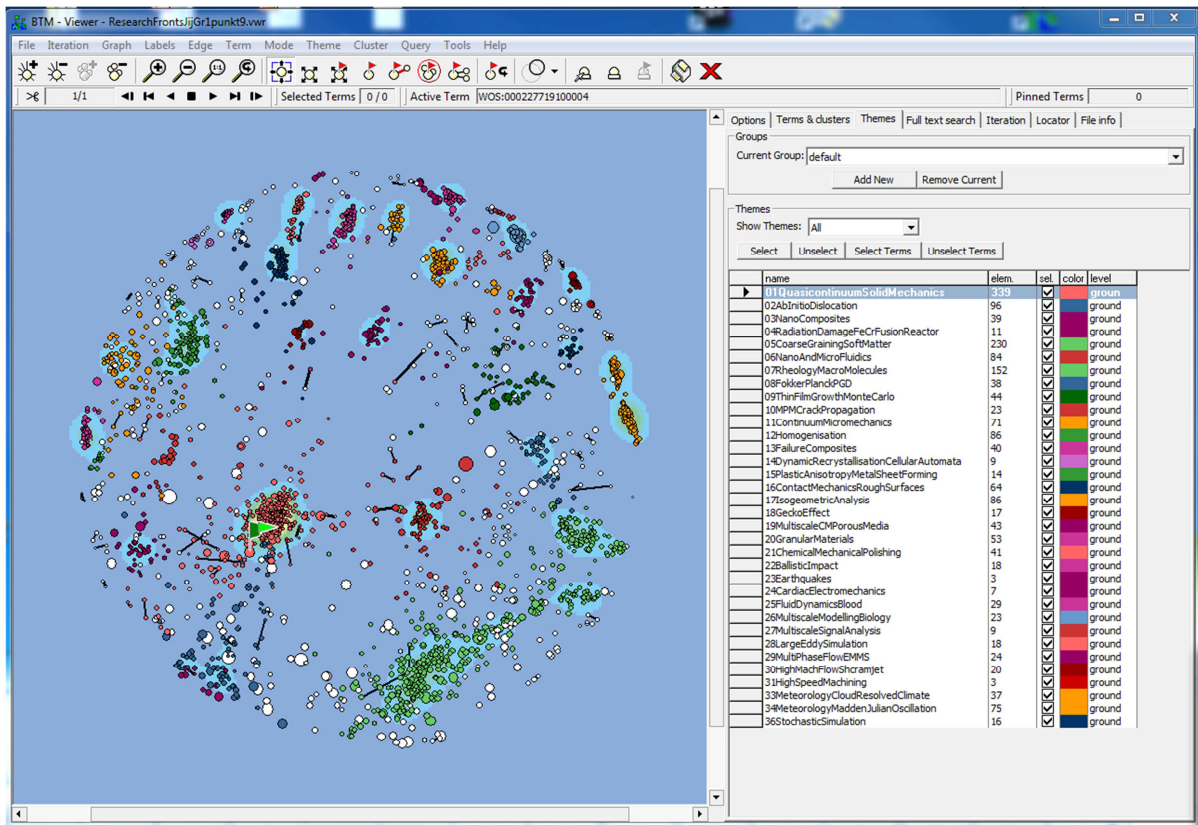 BTM - Viewer - ResearchFrontsJijGr1punkt9.vwr
File Iteration Graph Labels Edge Term Mode Theme Cluster Query Tools Help
1/1 Selected Terms 0 / 0 Active Term WOS:000227719100004 Pinned Terms 0
Options Terms & clusters Themes Full text search Iteration Locator File info
Groups
Current Group: default
Add New Remove Current
Themes
Show Themes: All
Select Unselect Select Terms Unselect Terms
name elem. sel. color level
01QuasicontinuumSolidMechanics 339 groun
02AbInitioDislocation 96 ground
03NanoComposites 39 ground
04RadiationDamageFeCrFusionReactor 11 ground
05CoarseGrainingSoftMatter 230 ground
06NanoAndMicroFluidics 84 ground
07RheologyMacroMolecules 152 ground
08FokkerPlanckPGD 38 ground
09ThinFilmGrowthMonteCarlo 44 ground
10MPMCrackPropagation 23 ground
11ContinuumMicromechanics 71 ground
12Homogenisation 86 ground
13FailureComposites 40 ground
14DynamicRecrystallisationCellularAutomata 9 ground
15PlasticAnisotropyMetalSheetForming 14 ground
16ContactMechanicsRoughSurfaces 64 ground
17IsogeometricAnalysis 86 ground
18GeckoEffect 17 ground
19MultiscaleCMPorousMedia 43 ground
20GranularMaterials 53 ground
21ChemicalMechanicalPolishing 41 ground
22BallisticImpact 18 ground
23Earthquakes 3 ground
24CardiacElectromechanics 7 ground
25FluidDynamicsBlood 29 ground
26MultiscaleModellingBiology 23 ground
27MultiscaleSignalAnalysis 9 ground
28LargeEddySimulation 18 ground
29MultiPhaseFlowEMMS 24 ground
30HighMachFlowShcramjet 20 ground
31HighSpeedMachining 3 ground
33MeteorologyCloudResolvedClimate 37 ground
34MeteorologyMaddenJulianOscillation 75 ground
36StochasticSimulation 16 ground